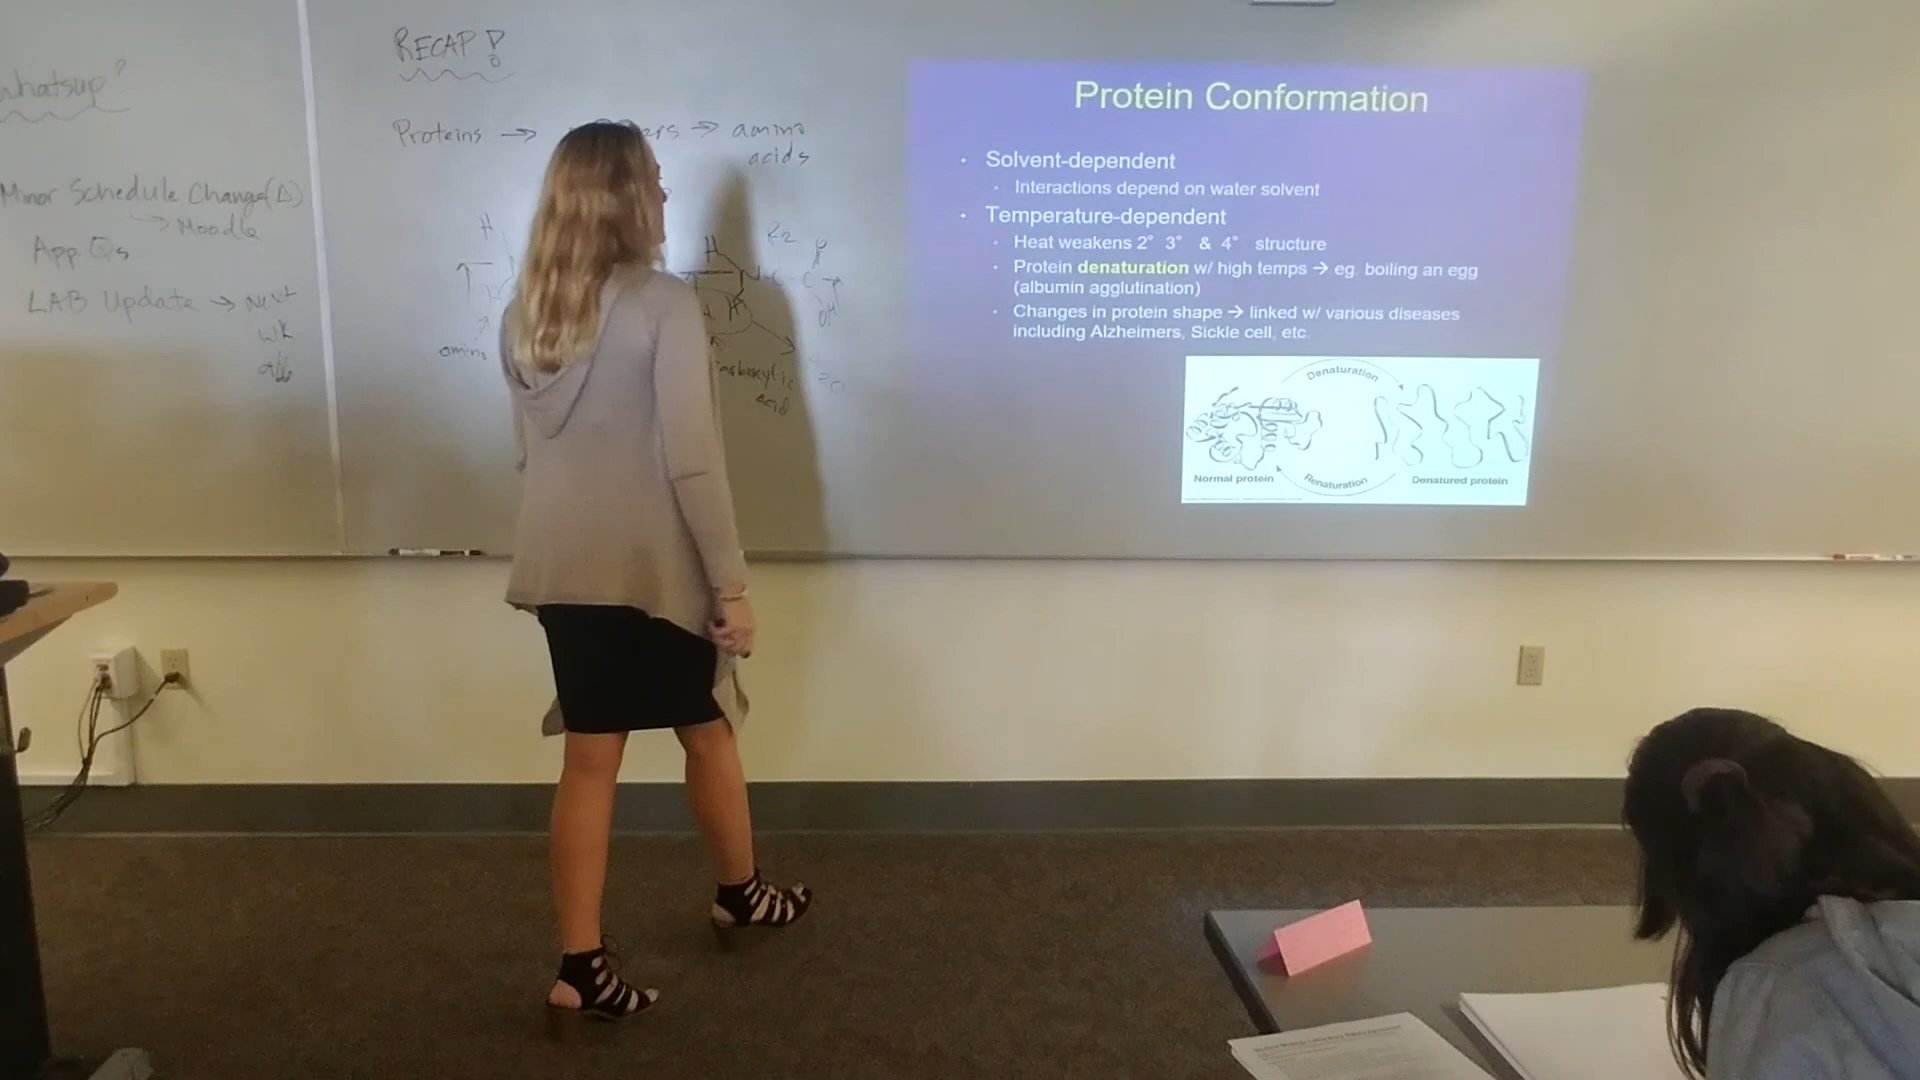 Whatsup?
Minor Schedule Change (Δ)
→ Moodle
App Qs
LAB Update → Next
wk
RECAP!
Proteins → → amino
acids
H
H
R2
N C C
H
OH
amino
carboxylic
acid
Protein Conformation
· Solvent-dependent
· Interactions depend on water solvent
· Temperature-dependent
· Heat weakens 2° 3° & 4° structure
· Protein denaturation w/ high temps → eg. boiling an egg
(albumin agglutination)
· Changes in protein shape → linked w/ various diseases
including Alzheimers, Sickle cell, etc.
Denaturation
Normal protein
Renaturation
Denatured protein